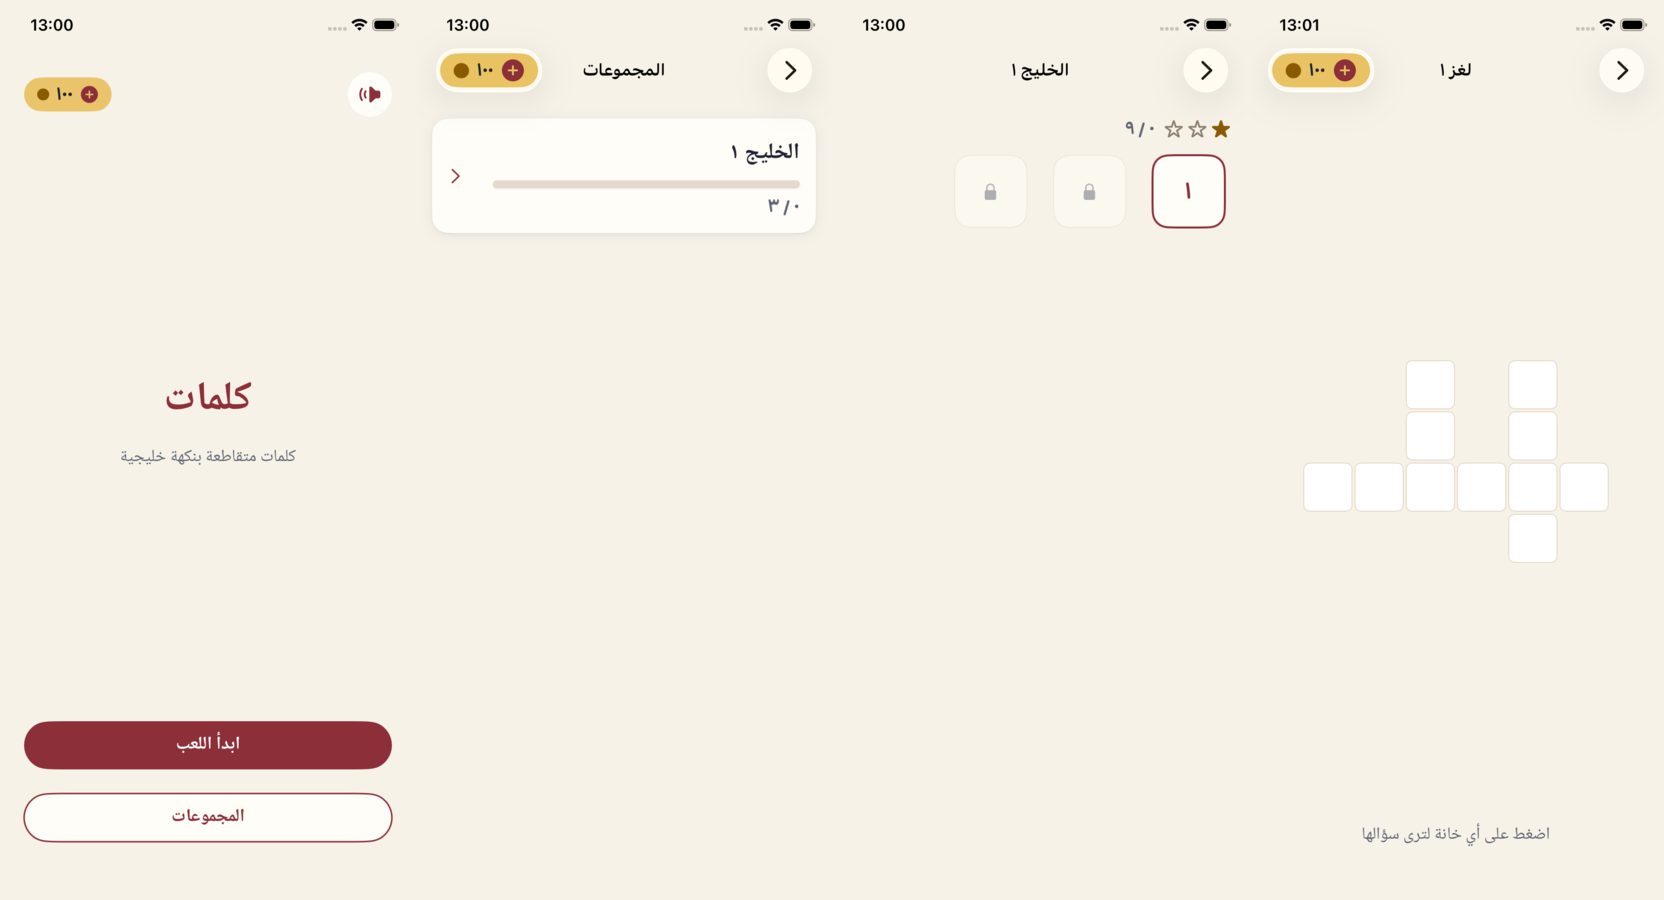 13:00
١٠٠ +
كلمات
كلمات متقاطعة بنكهة خليجية
ابدأ اللعب
المجموعات
13:00
المجموعات
١٠٠ +
الخليج ١
٣/٠
13:00
الخليج ١
٩/٠
١
13:01
لغز ١
١٠٠ +
اضغط على أي خانة لترى سؤالها